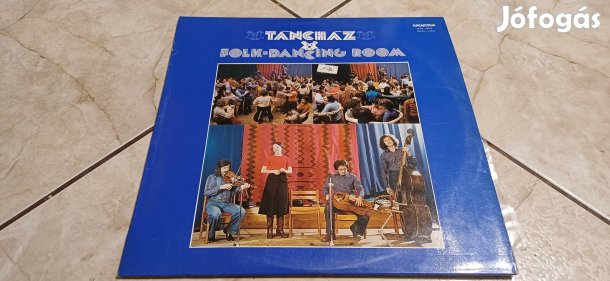 Jófogás
TÁNCHÁZ
FOLK-DANCING ROOM
HUNGAROTON